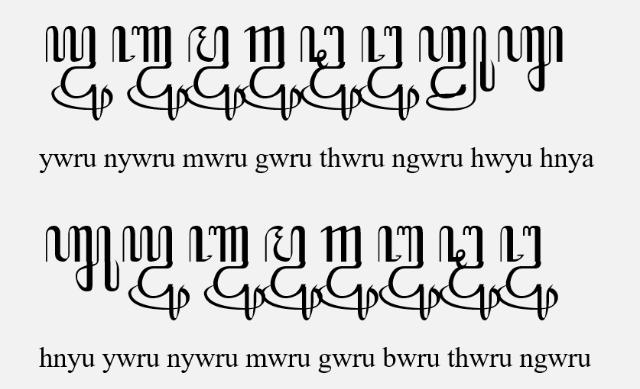 ꦪ꧀ꦮꦿꦸꦚ꧀ꦮꦿꦸꦩ꧀ꦮꦿꦸꦒ꧀ꦮꦿꦸꦛ꧀ꦮꦿꦸꦔ꧀ꦮꦿꦸꦲ꧀ꦮꦾꦸꦲ꧀ꦚ
ywru nywru mwru gwru thwru ngwru hwyu hnya
ꦲ꧀ꦚꦸꦪ꧀ꦮꦿꦸꦚ꧀ꦮꦿꦸꦩ꧀ꦮꦿꦸꦒ꧀ꦮꦿꦸꦧ꧀ꦮꦿꦸꦛ꧀ꦮꦿꦸꦔ꧀ꦮꦿꦸ
hnyu ywru nywru mwru gwru bwru thwru ngwru